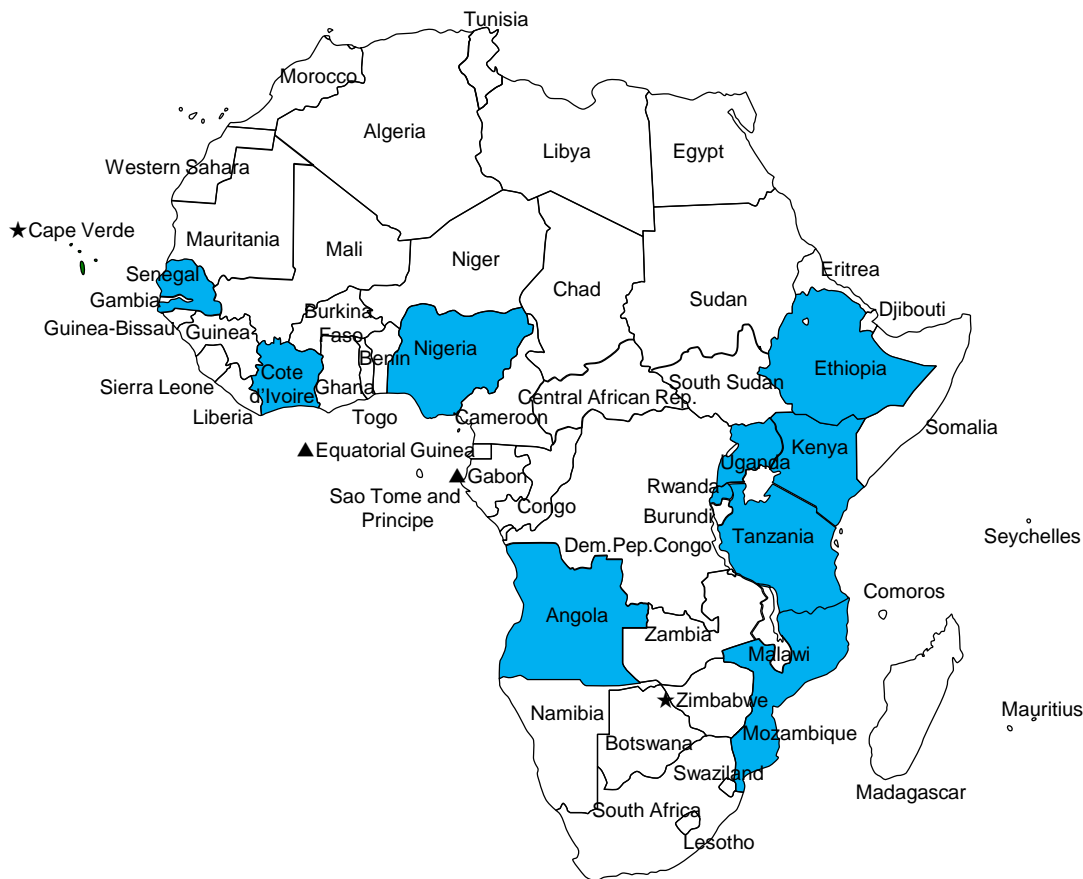 Tunisia
Morocco
Algeria
Libya
Egypt
Western Sahara
★Cape Verde
Mauritania
Mali
Niger
Chad
Sudan
Eritrea
Senegal
Gambia
Djibouti
Guinea-Bissau
Guinea
Burkina
Faso
Benin
Nigeria
Ethiopia
Sierra Leone
Cote
d'Ivoire
Ghana
Central African Rep.
South Sudan
Liberia
Togo
Cameroon
Somalia
▲Equatorial Guinea
Uganda
Kenya
▲Gabon
Sao Tome and
Principe
Congo
Rwanda
Burundi
Tanzania
Seychelles
Dem.Pep.Congo
Comoros
Angola
Zambia
Malawi
★Zimbabwe
Namibia
Mauritius
Botswana
Mozambique
Swaziland
Madagascar
South Africa
Lesotho